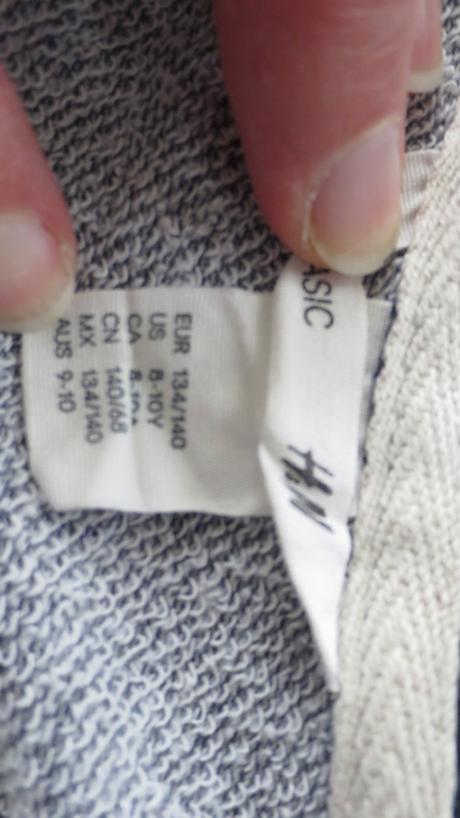 ASIC
H&M
EUR 134/140
US 8-10Y
CA
CN 140/68
MX 134/140
AUS 9-10